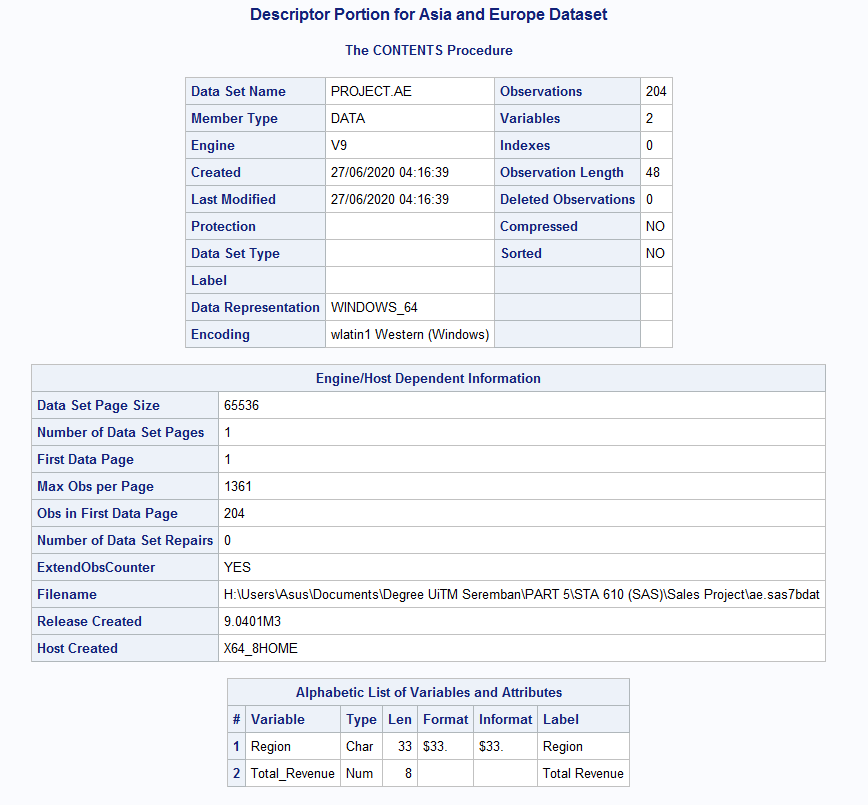 Descriptor Portion for Asia and Europe Dataset
The CONTENTS Procedure
Data Set Name PROJECT.AE Observations 204
Member Type DATA Variables 2
Engine V9 Indexes 0
Created 27/06/2020 04:16:39 Observation Length 48
Last Modified 27/06/2020 04:16:39 Deleted Observations 0
Protection Compressed NO
Data Set Type Sorted NO
Label
Data Representation WINDOWS_64
Encoding wlatin1 Western (Windows)
Engine/Host Dependent Information
Data Set Page Size 65536
Number of Data Set Pages 1
First Data Page 1
Max Obs per Page 1361
Obs in First Data Page 204
Number of Data Set Repairs 0
ExtendObsCounter YES
Filename H:\Users\Asus\Documents\Degree UiTM Seremban\PART 5\STA 610 (SAS)\Sales Project\ae.sas7bdat
Release Created 9.0401M3
Host Created X64_8HOME
Alphabetic List of Variables and Attributes
# Variable Type Len Format Informat Label
1 Region Char 33 $33. $33. Region
2 Total_Revenue Num 8 Total Revenue